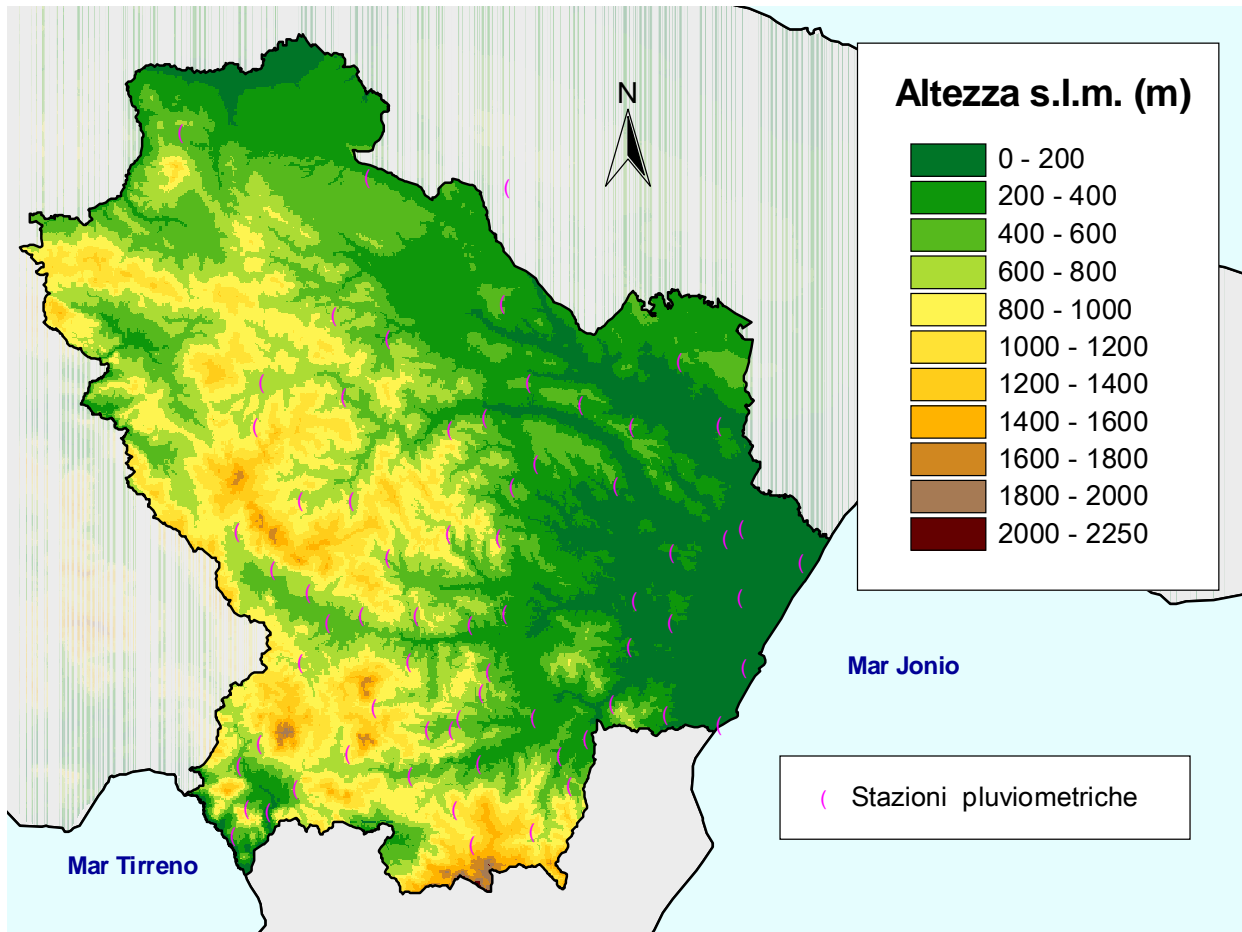 N
Altezza s.l.m. (m)
0 - 200
200 - 400
400 - 600
600 - 800
800 - 1000
1000 - 1200
1200 - 1400
1400 - 1600
1600 - 1800
1800 - 2000
2000 - 2250
Mar Jonio
Stazioni pluviometriche
Mar Tirreno